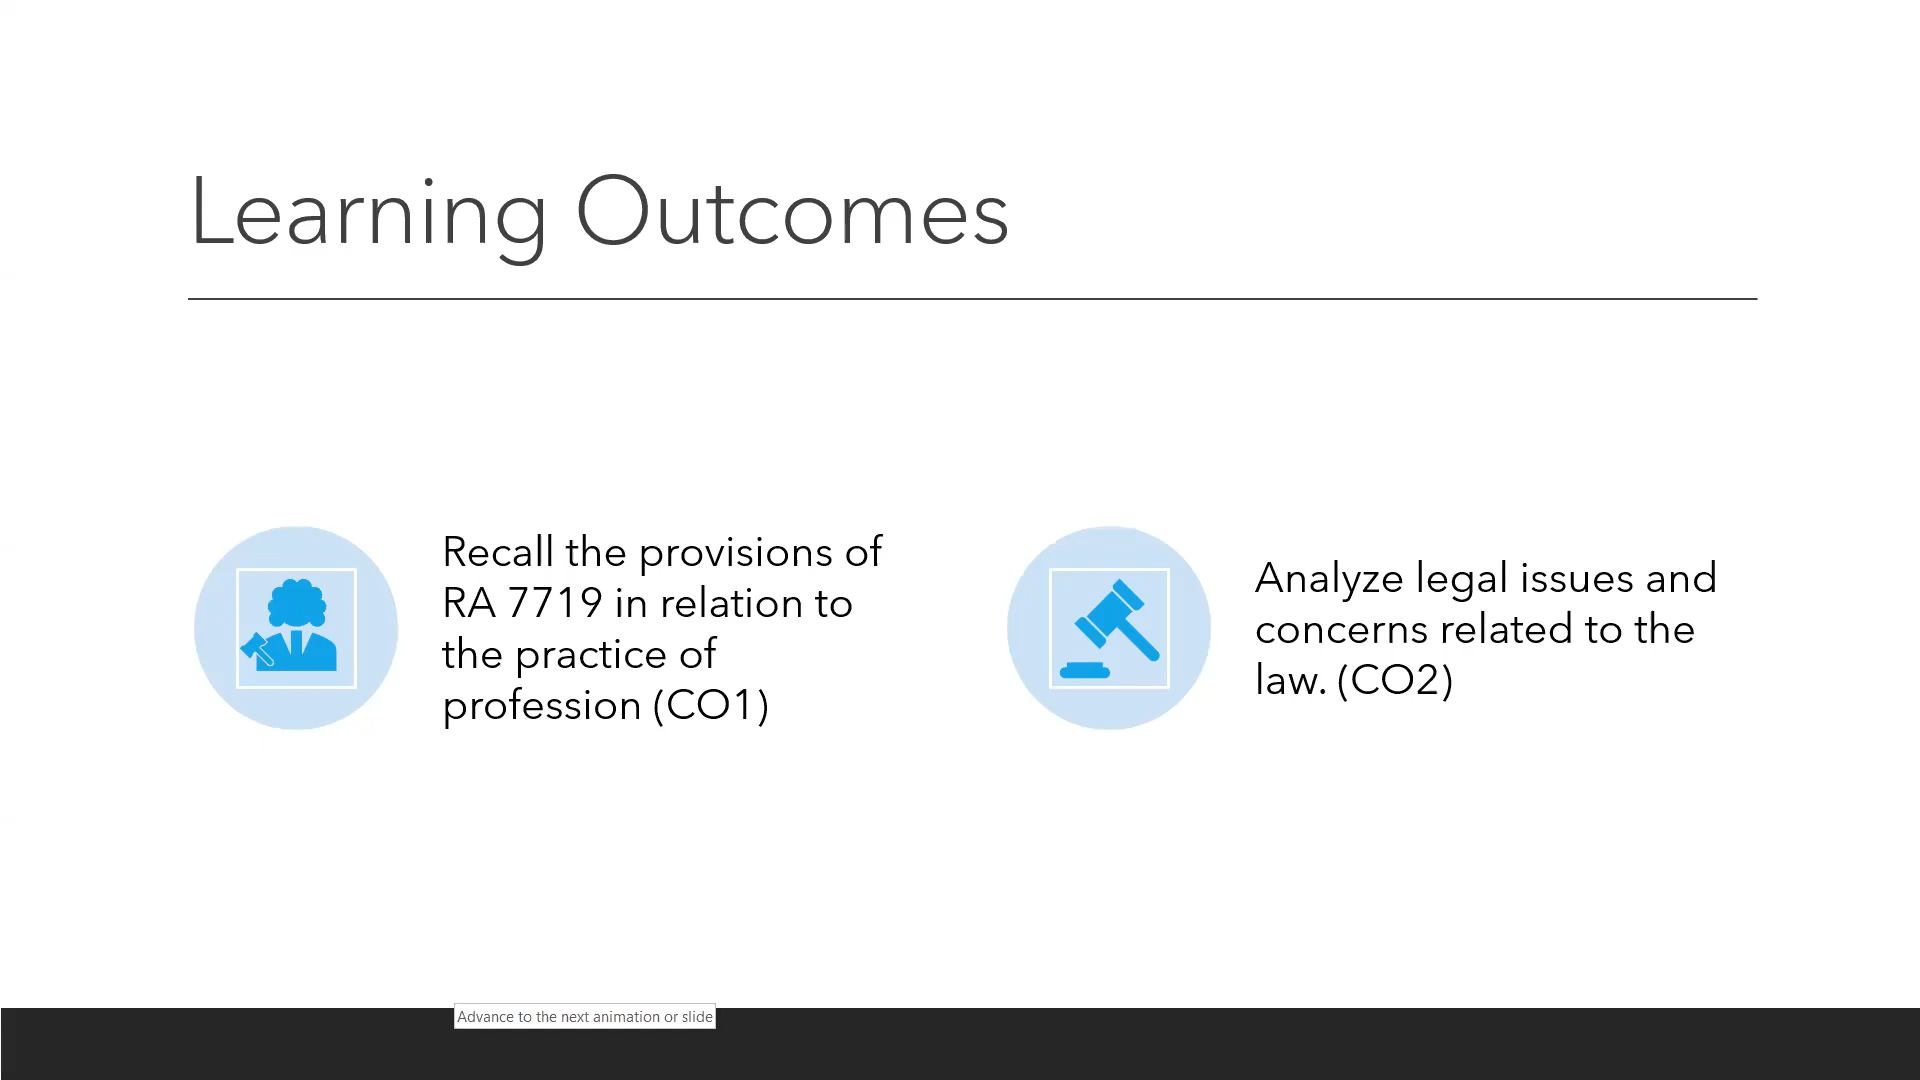 Learning Outcomes
Recall the provisions of
RA 7719 in relation to
the practice of
profession (CO1)
Analyze legal issues and
concerns related to the
law. (CO2)
Advance to the next animation or slide